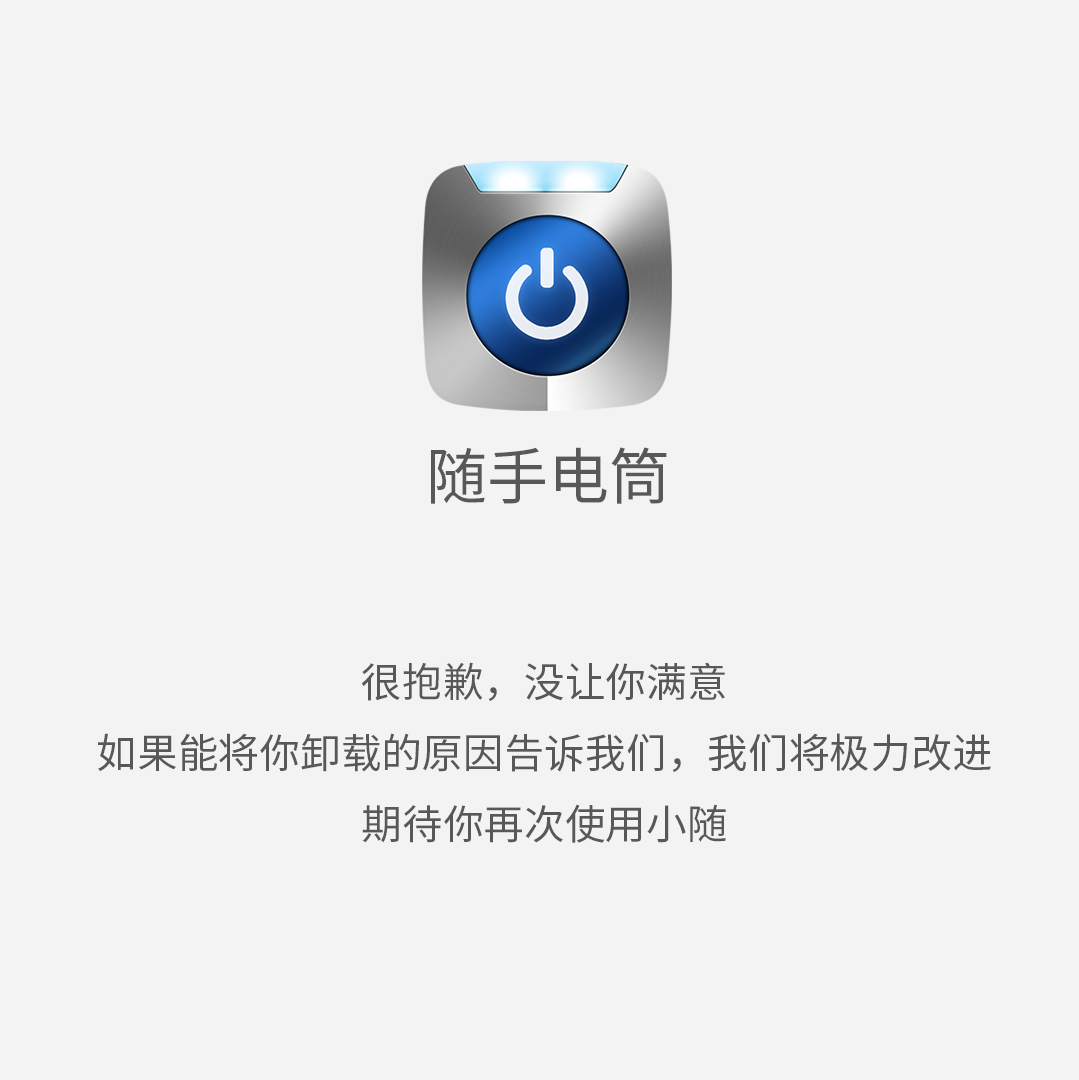 随手电筒
很抱歉，没让你满意
如果能将你卸载的原因告诉我们，我们将极力改进
期待你再次使用小随